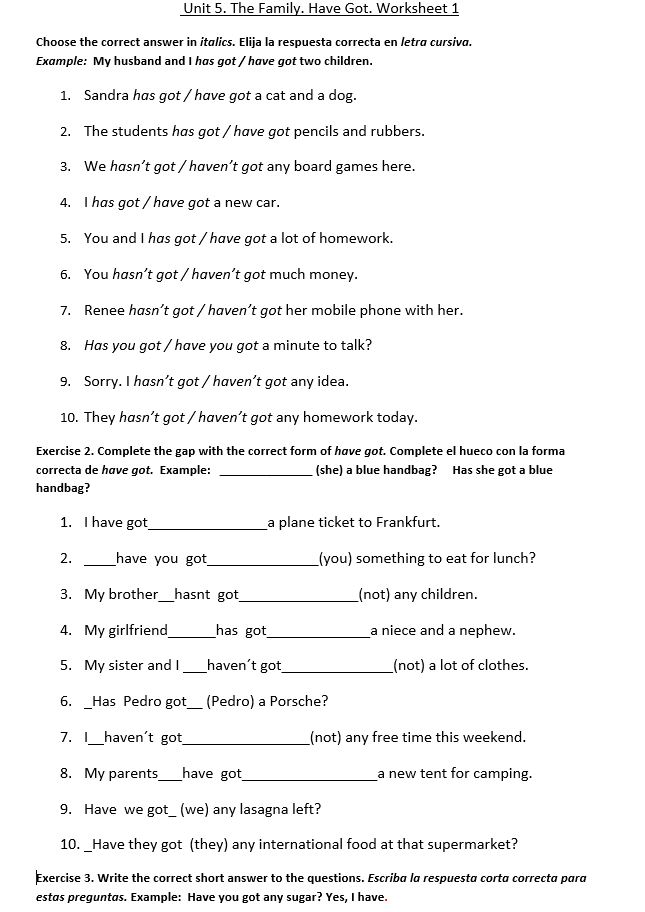 Unit 5. The Family. Have Got. Worksheet 1
Choose the correct answer in italics. Elija la respuesta correcta en letra cursiva.
Example: My husband and I has got / have got two children.
1. Sandra has got / have got a cat and a dog.
2. The students has got / have got pencils and rubbers.
3. We hasn't got / haven't got any board games here.
4. I has got / have got a new car.
5. You and I has got / have got a lot of homework.
6. You hasn't got / haven't got much money.
7. Renee hasn't got / haven't got her mobile phone with her.
8. Has you got / have you got a minute to talk?
9. Sorry. I hasn't got / haven't got any idea.
10. They hasn't got / haven't got any homework today.
Exercise 2. Complete the gap with the correct form of have got. Complete el hueco con la forma
correcta de have got. Example: ______________ (she) a blue handbag? Has she got a blue
handbag?
1. I have got_______________a plane ticket to Frankfurt.
2. ____have you got______________(you) something to eat for lunch?
3. My brother__hasnt got_______________(not) any children.
4. My girlfriend______has got_____________a niece and a nephew.
5. My sister and I ___haven´t got______________(not) a lot of clothes.
6. _Has Pedro got__ (Pedro) a Porsche?
7. I__haven´t got________________(not) any free time this weekend.
8. My parents___have got_________________a new tent for camping.
9. Have we got_ (we) any lasagna left?
10. _Have they got (they) any international food at that supermarket?
Exercise 3. Write the correct short answer to the questions. Escriba la respuesta corta correcta para
estas preguntas. Example: Have you got any sugar? Yes, I have.